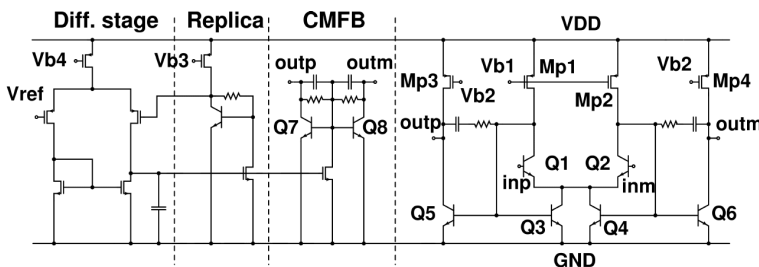 Diff. stage Replica CMFB VDD
Vb4 Vb3 outp outm Vb1 Mp1 Vb2
Mp3 Vb2 Mp2 Mp4
Vref
outp outm
Q7 Q8
Q1 Q2
inp inm
Q5 Q3 Q4 Q6
GND